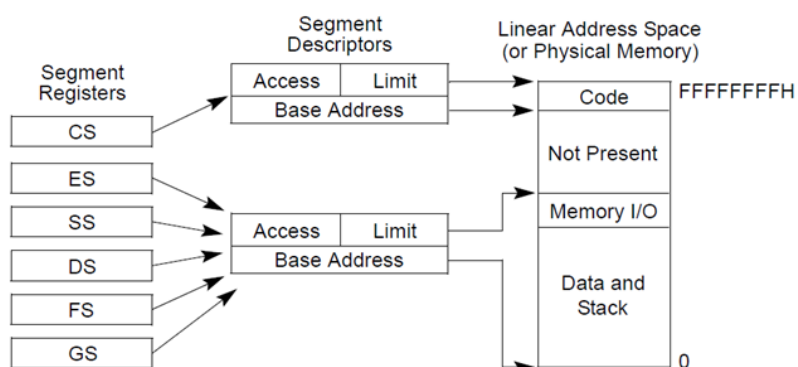 Segment
Registers
CS
ES
SS
DS
FS
GS
Segment
Descriptors
Access
Limit
Base Address
Access
Limit
Base Address
Linear Address Space
(or Physical Memory)
Code
FFFFFFFFH
Not Present
Memory I/O
Data and
Stack
0